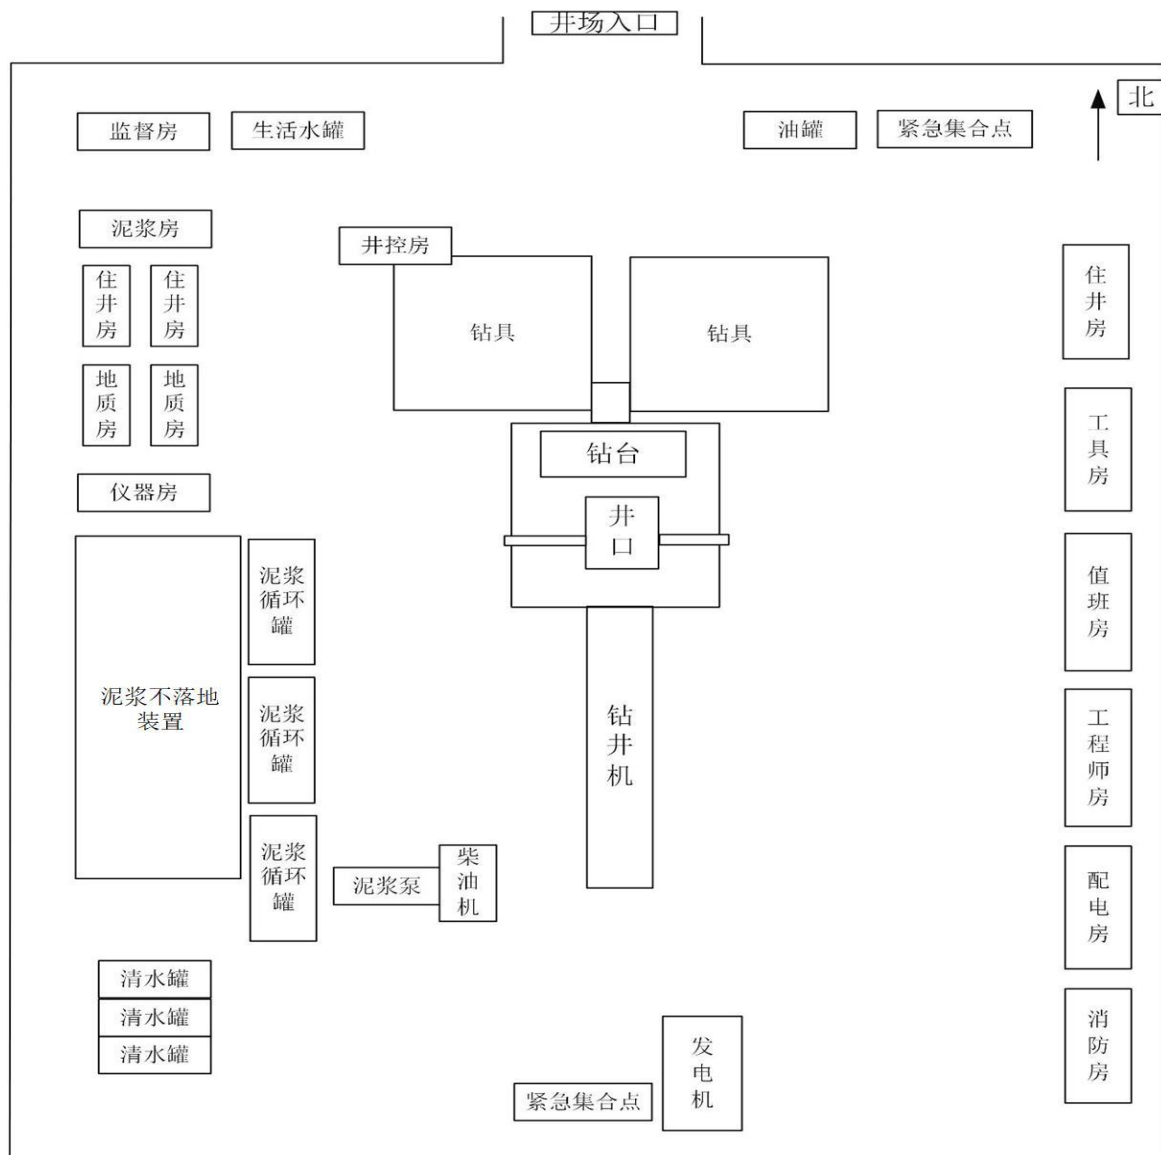 井场入口
北
监督房
生活水罐
油罐
紧急集合点
泥浆房
井控房
住井房
住井房
钻具
钻具
住井房
地质房
地质房
工具房
钻台
仪器房
井口
泥浆
循环
罐
值班房
泥浆不落地
装置
泥浆
循环
罐
钻井机
工程师房
泥浆
循环
罐
泥浆泵
柴油机
配电房
清水罐
清水罐
清水罐
消防房
发电机
紧急集合点